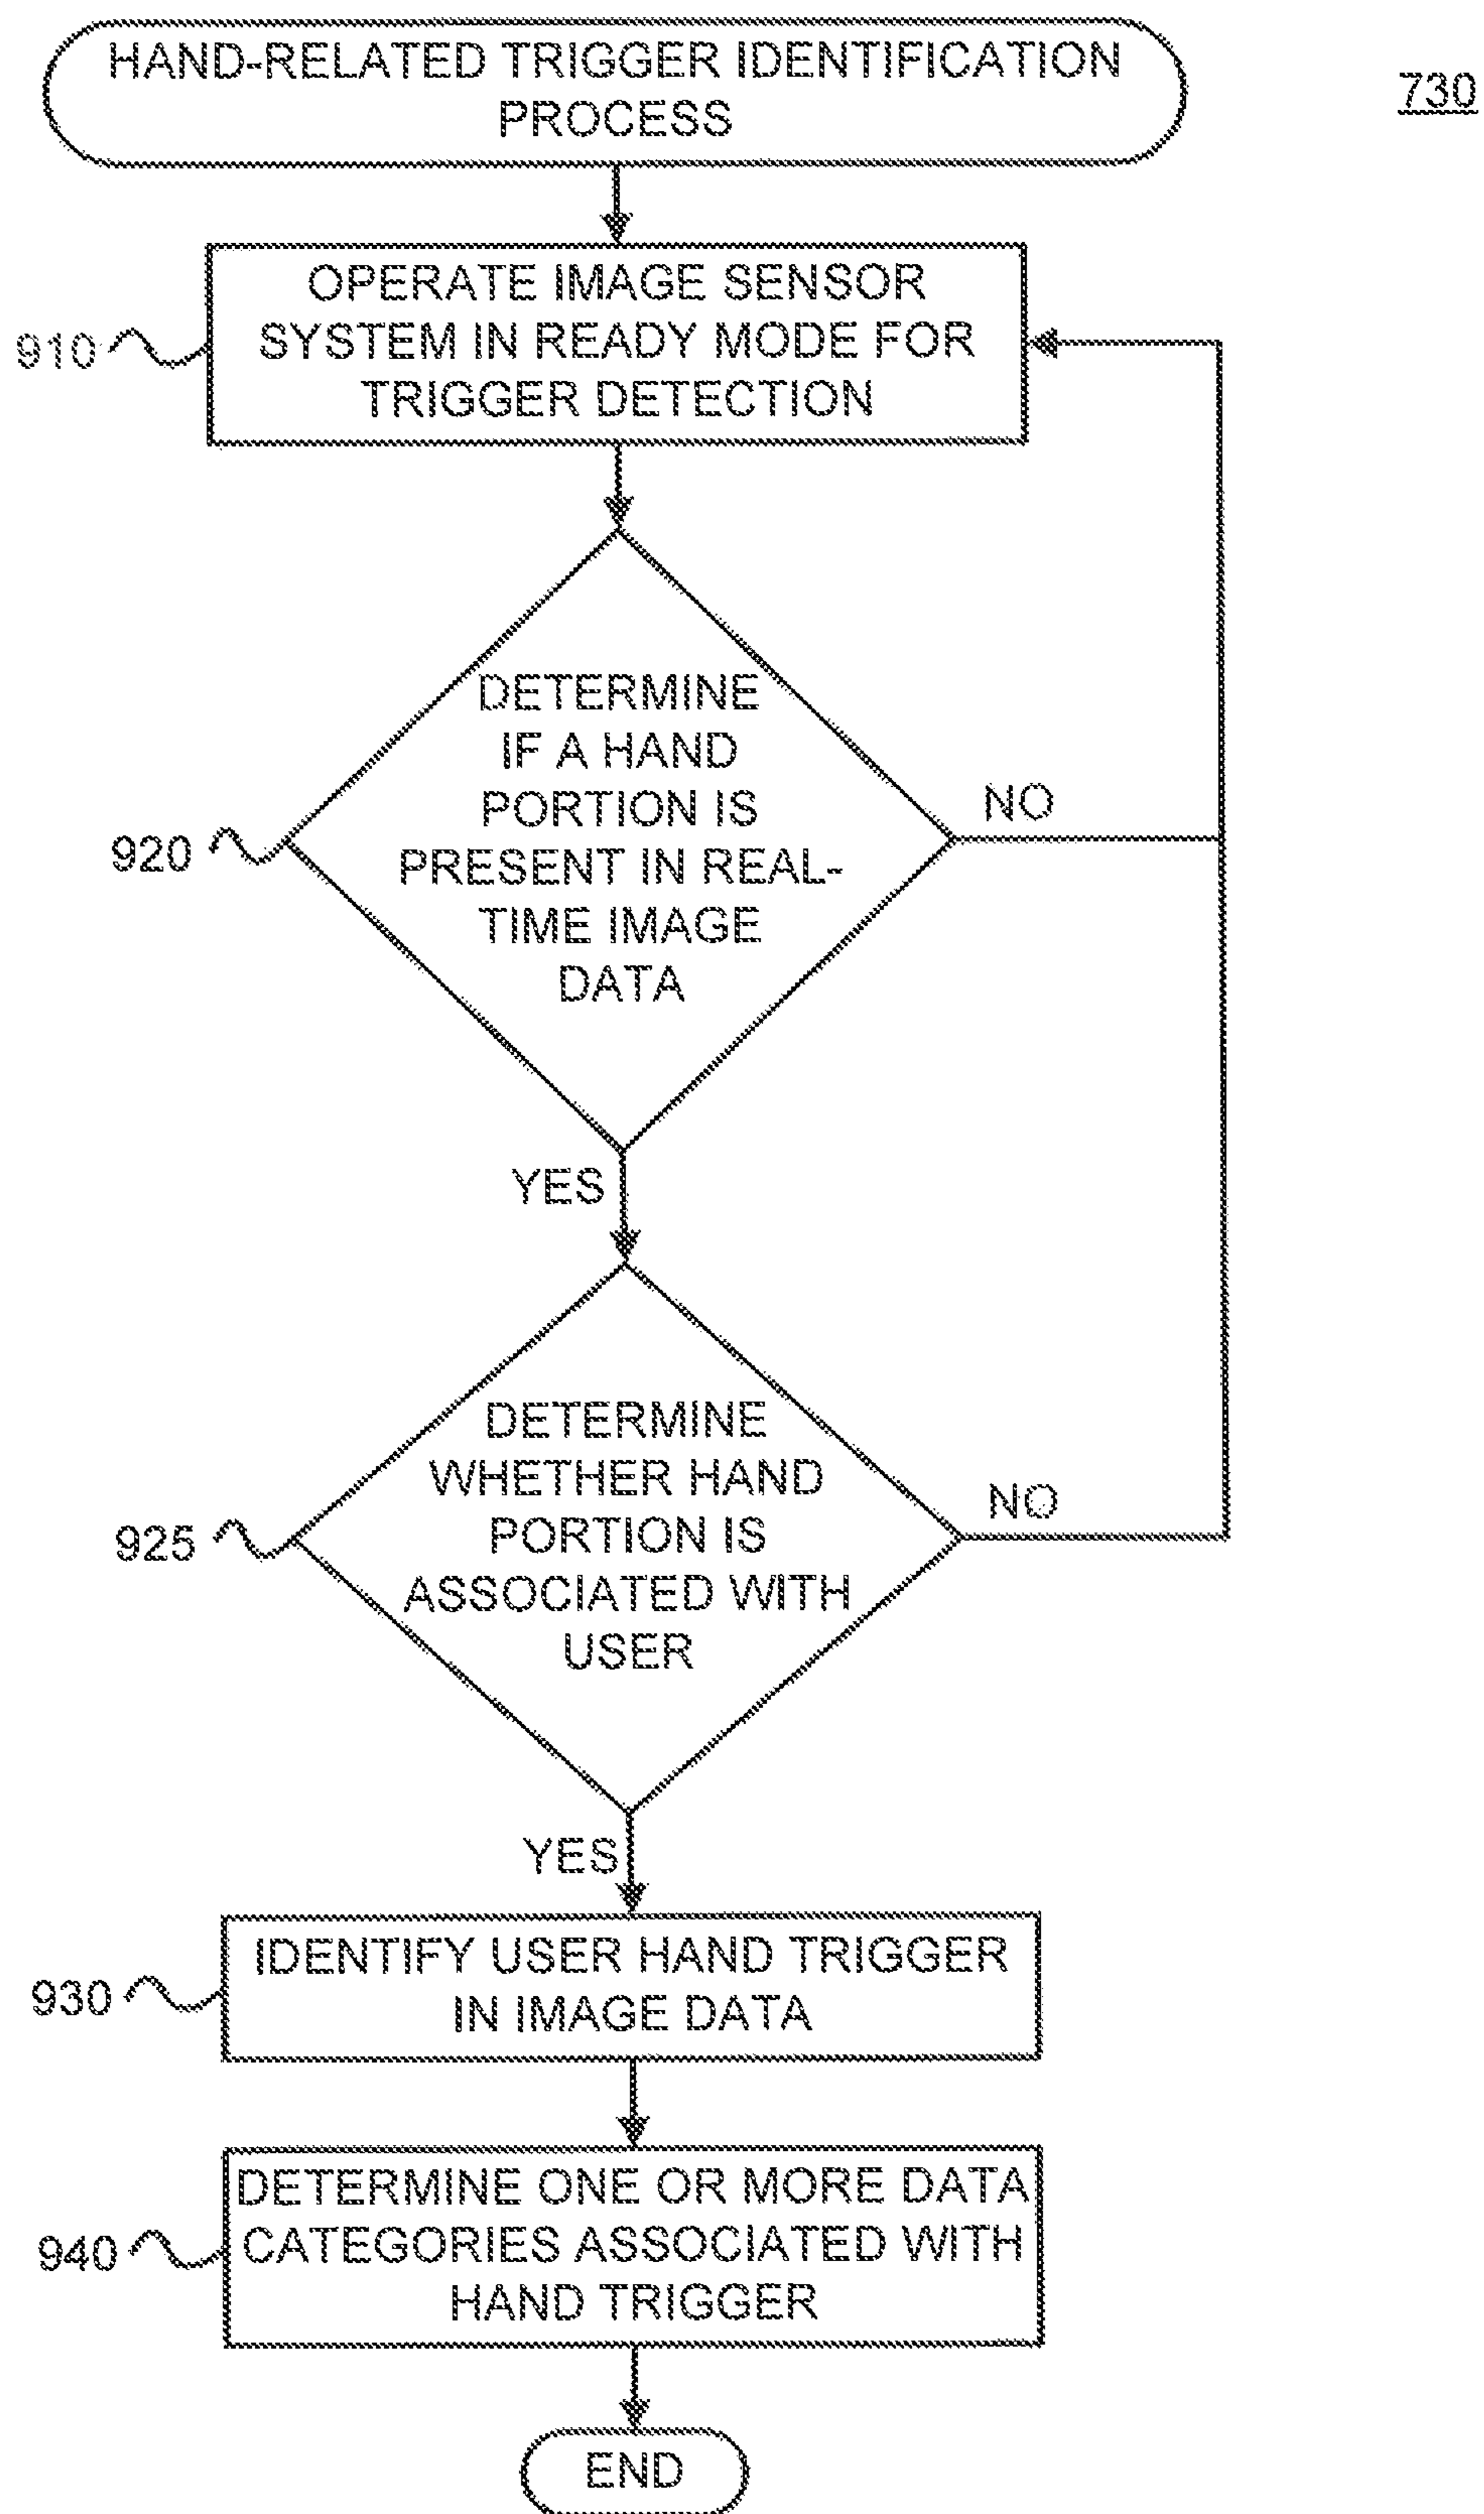 HAND-RELATED TRIGGER IDENTIFICATION
PROCESS
730
OPERATE IMAGE SENSOR
SYSTEM IN READY MODE FOR
TRIGGER DETECTION
910
DETERMINE
IF A HAND
PORTION IS
PRESENT IN REAL-
TIME IMAGE
DATA
920
NO
YES
DETERMINE
WHETHER HAND
PORTION IS
ASSOCIATED WITH
USER
925
NO
YES
IDENTIFY USER HAND TRIGGER
IN IMAGE DATA
930
DETERMINE ONE OR MORE DATA
CATEGORIES ASSOCIATED WITH
HAND TRIGGER
940
END